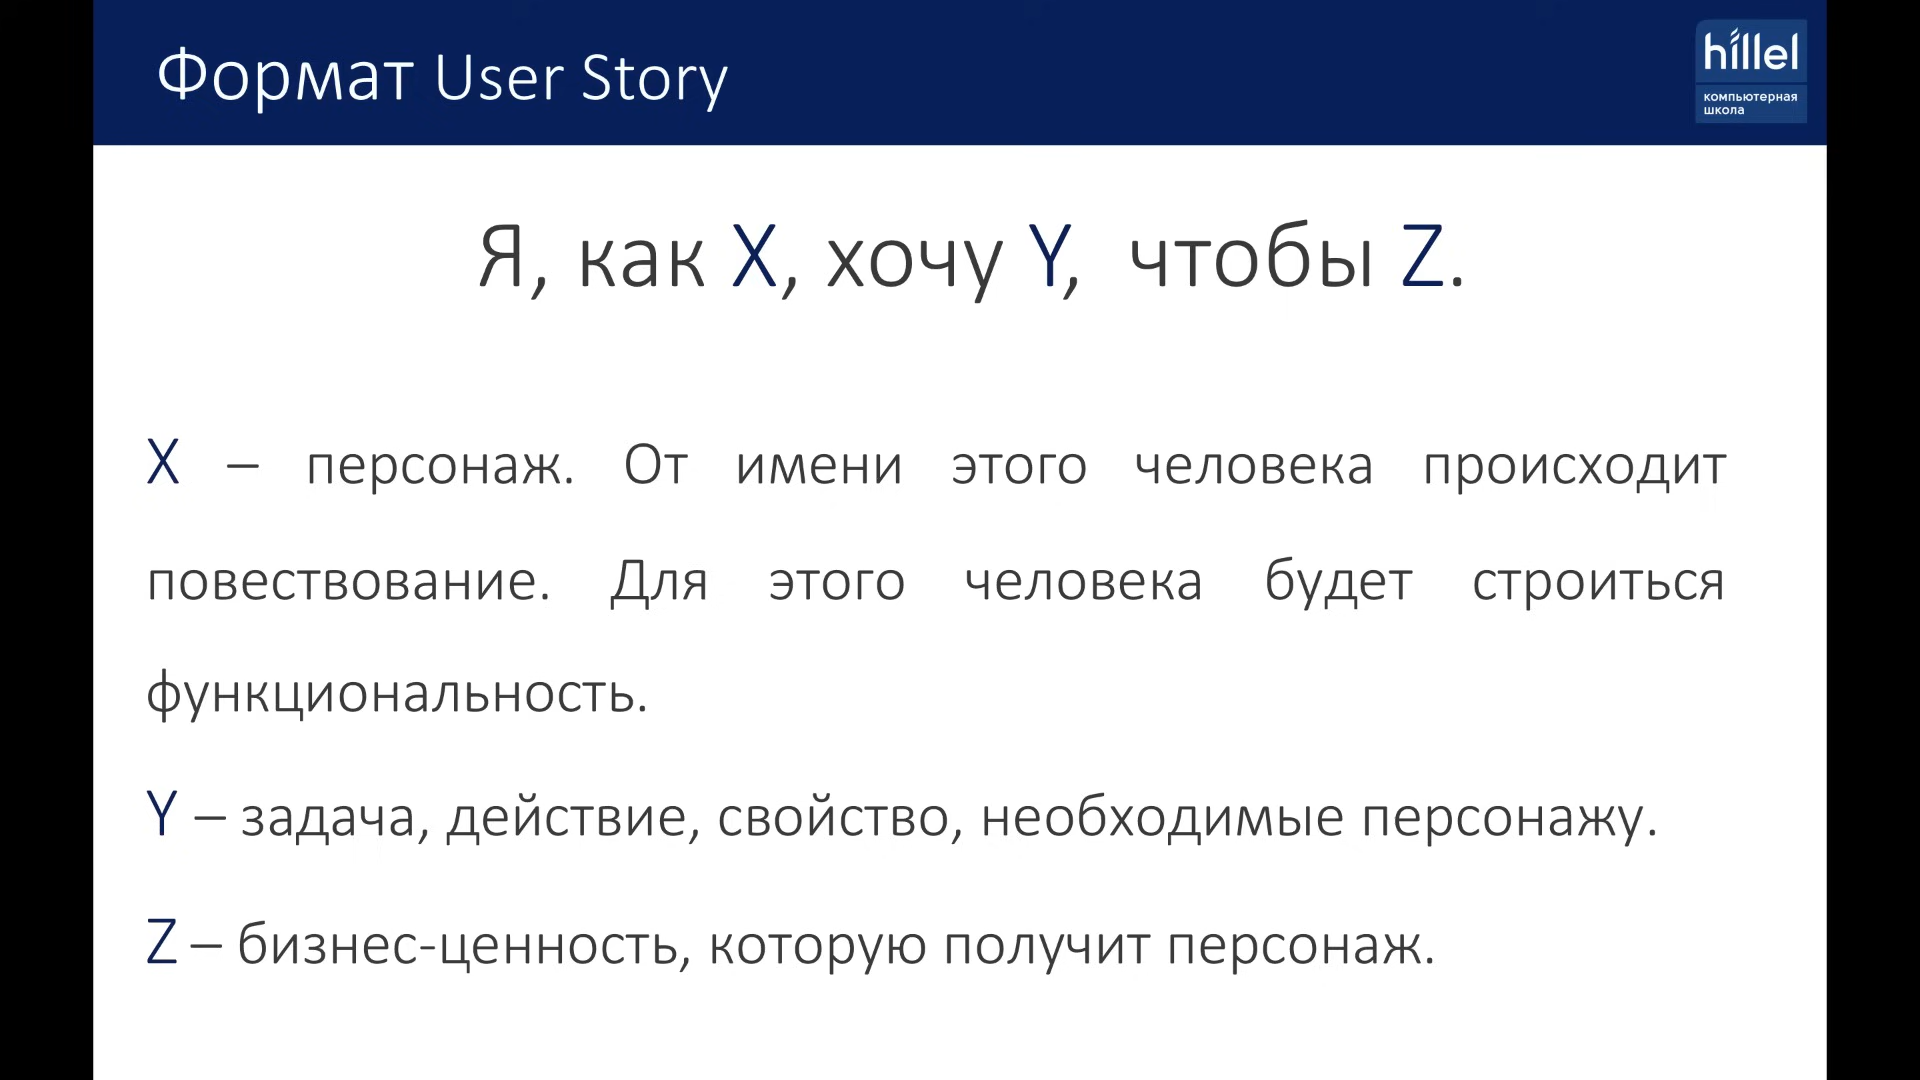 Формат User Story
hillel
компьютерная
школа
Я, как X, хочу Y, чтобы Z.
X – персонаж. От имени этого человека происходит
повествование. Для этого человека будет строиться
функциональность.
Y – задача, действие, свойство, необходимые персонажу.
Z – бизнес-ценность, которую получит персонаж.